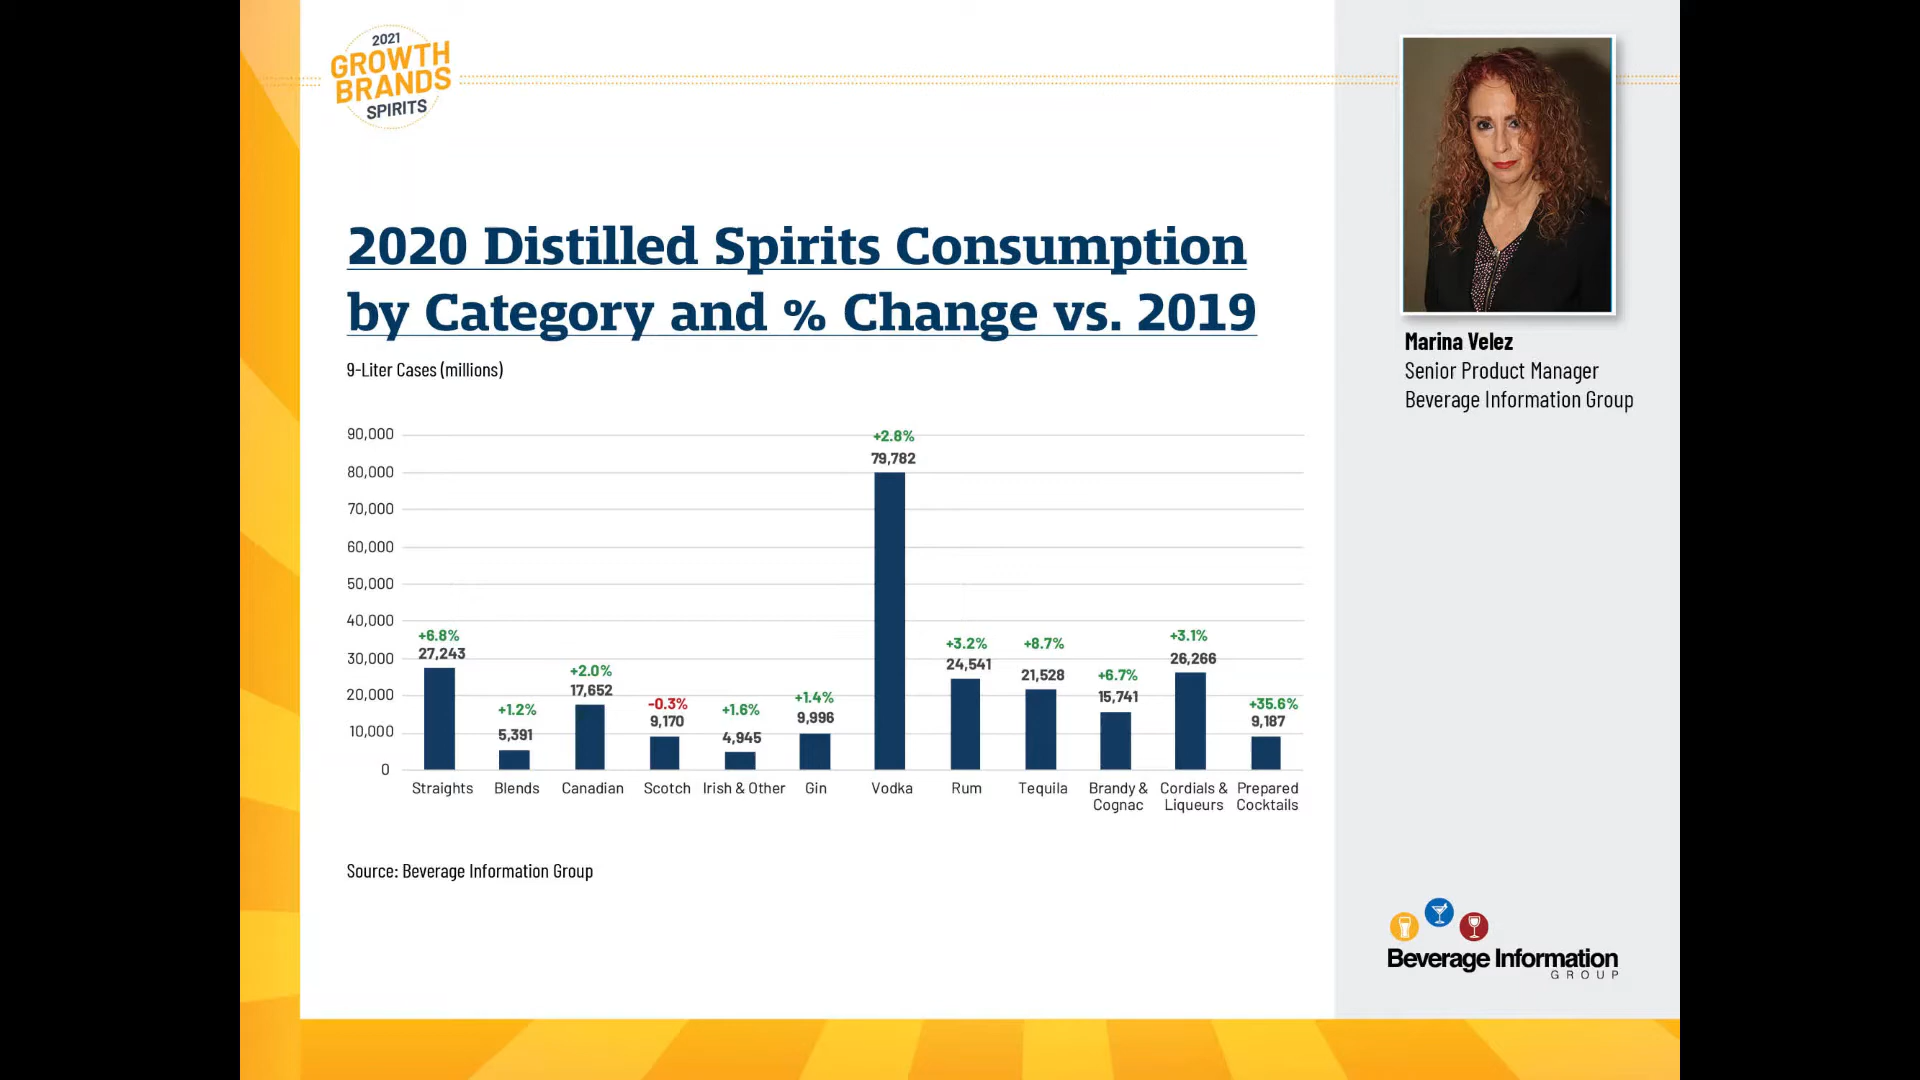 2021
GROWTH
BRANDS
SPIRITS
2020 Distilled Spirits Consumption
by Category and % Change vs. 2019
9-Liter Cases (millions)
90,000
80,000
70,000
60,000
50,000
40,000
30,000
20,000
10,000
0
+6.8%
27,243
+1.2%
5,391
+2.0%
17,652
-0.3%
9,170
+1.6%
4,945
+1.4%
9,996
+2.8%
79,782
+3.2%
24,541
+8.7%
21,528
+6.7%
15,741
+3.1%
26,266
+35.6%
9,187
Straights
Blends
Canadian
Scotch
Irish & Other
Gin
Vodka
Rum
Tequila
Brandy &
Cognac
Cordials &
Liqueurs
Prepared
Cocktails
Source: Beverage Information Group
Marina Velez
Senior Product Manager
Beverage Information Group
Beverage Information
GROUP